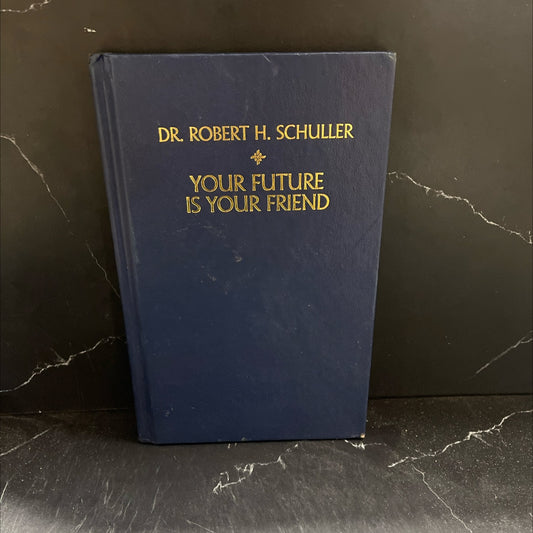 DR. ROBERT H. SCHULLER
YOUR FUTURE
IS YOUR FRIEND